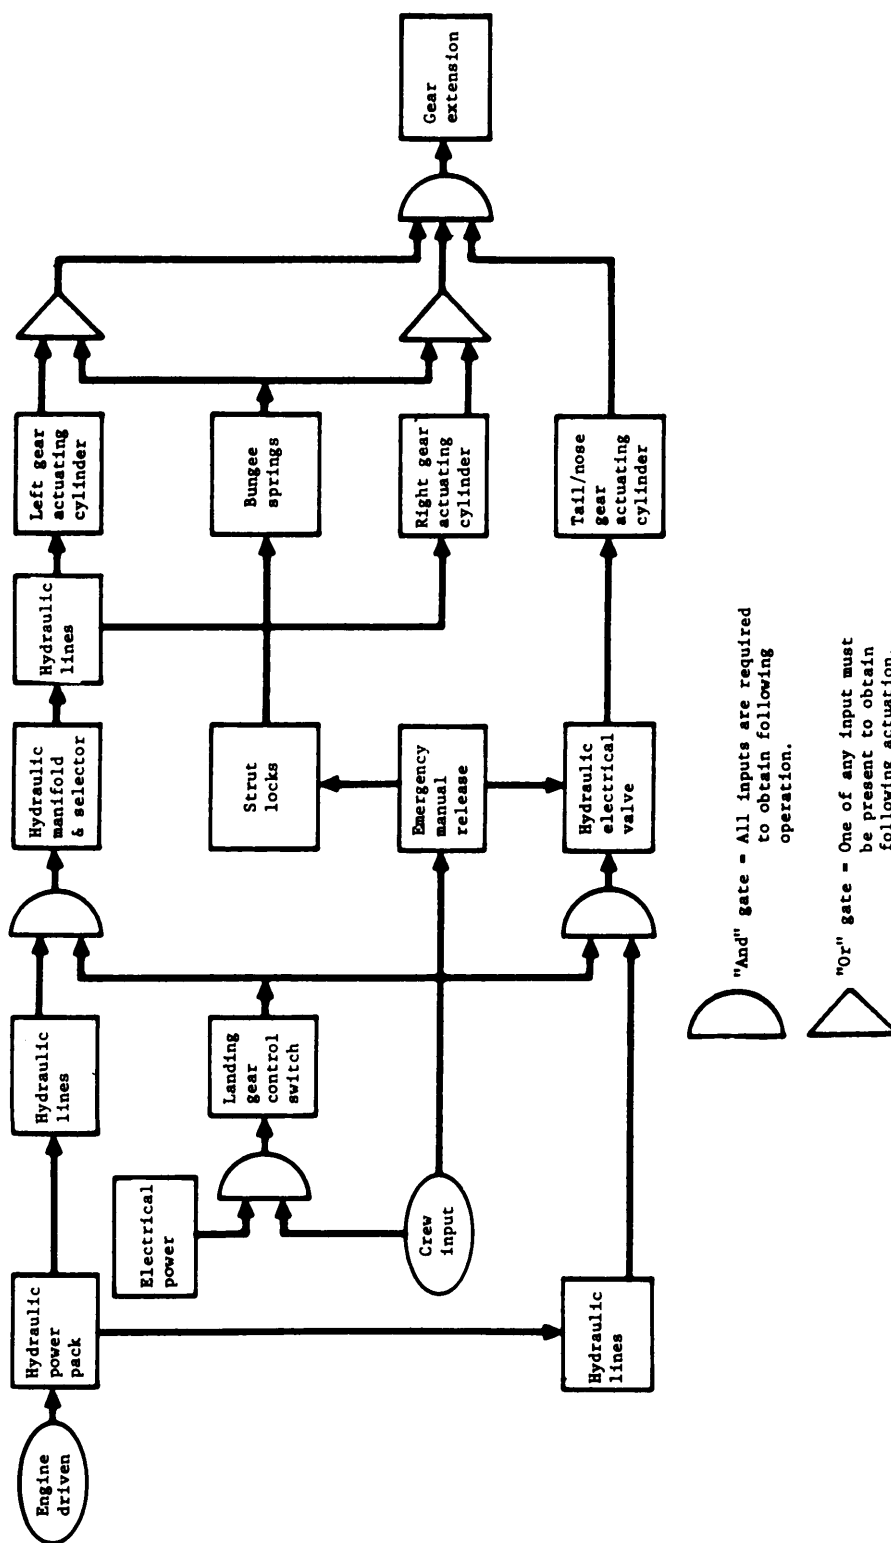 Engine
driven
Hydraulic
power
pack
Hydraulic
lines
Hydraulic
manifold
& selector
Hydraulic
lines
Left gear
actuating
cylinder
Electrical
power
Landing
gear
control
switch
Strut
locks
Bungee
springs
Crew
input
Emergency
manual
release
Right gear
actuating
cylinder
Gear
extension
Hydraulic
lines
Hydraulic
electrical
valve
Tail/nose
gear
actuating
cylinder
"And" gate = All inputs are required
to obtain following
operation.
"Or" gate = One of any input must
be present to obtain
following actuation.